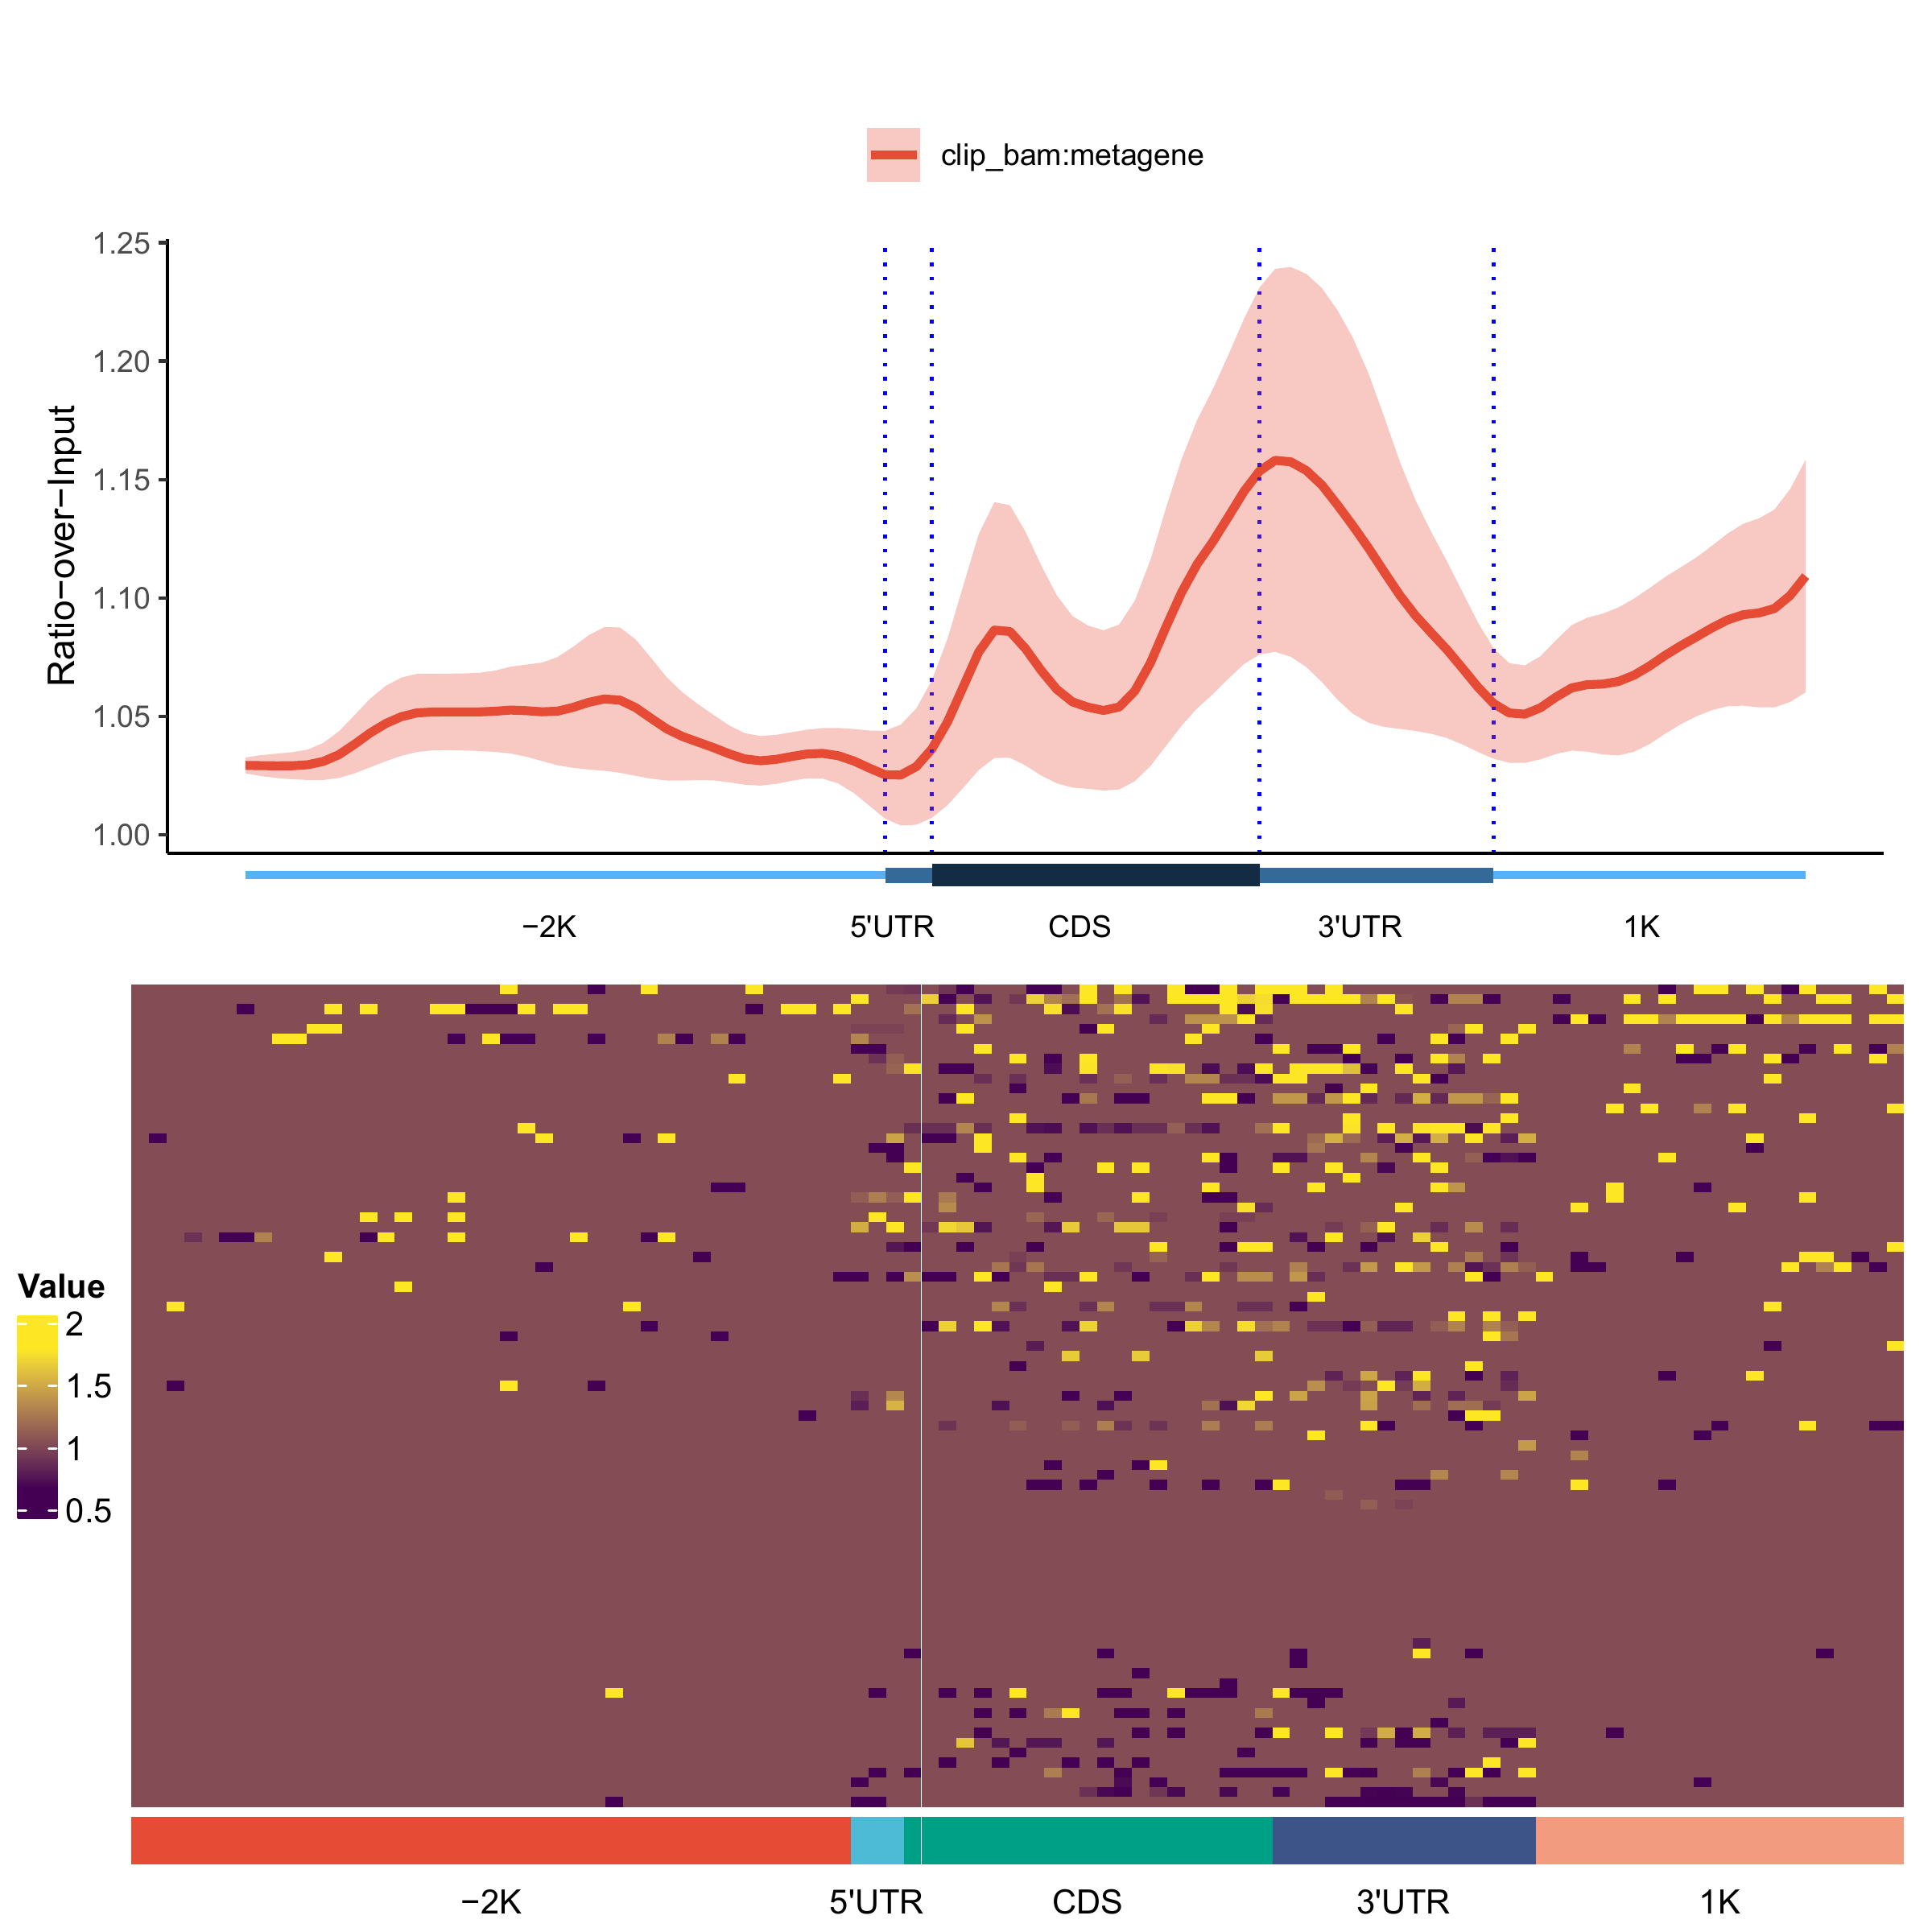 clip_bam:metagene
1.25
1.20
1.15
1.10
1.05
1.00
Ratio−over−Input
−2K 5'UTR CDS 3'UTR 1K
Value
2
1.5
1
0.5
−2K 5'UTR CDS 3'UTR 1K